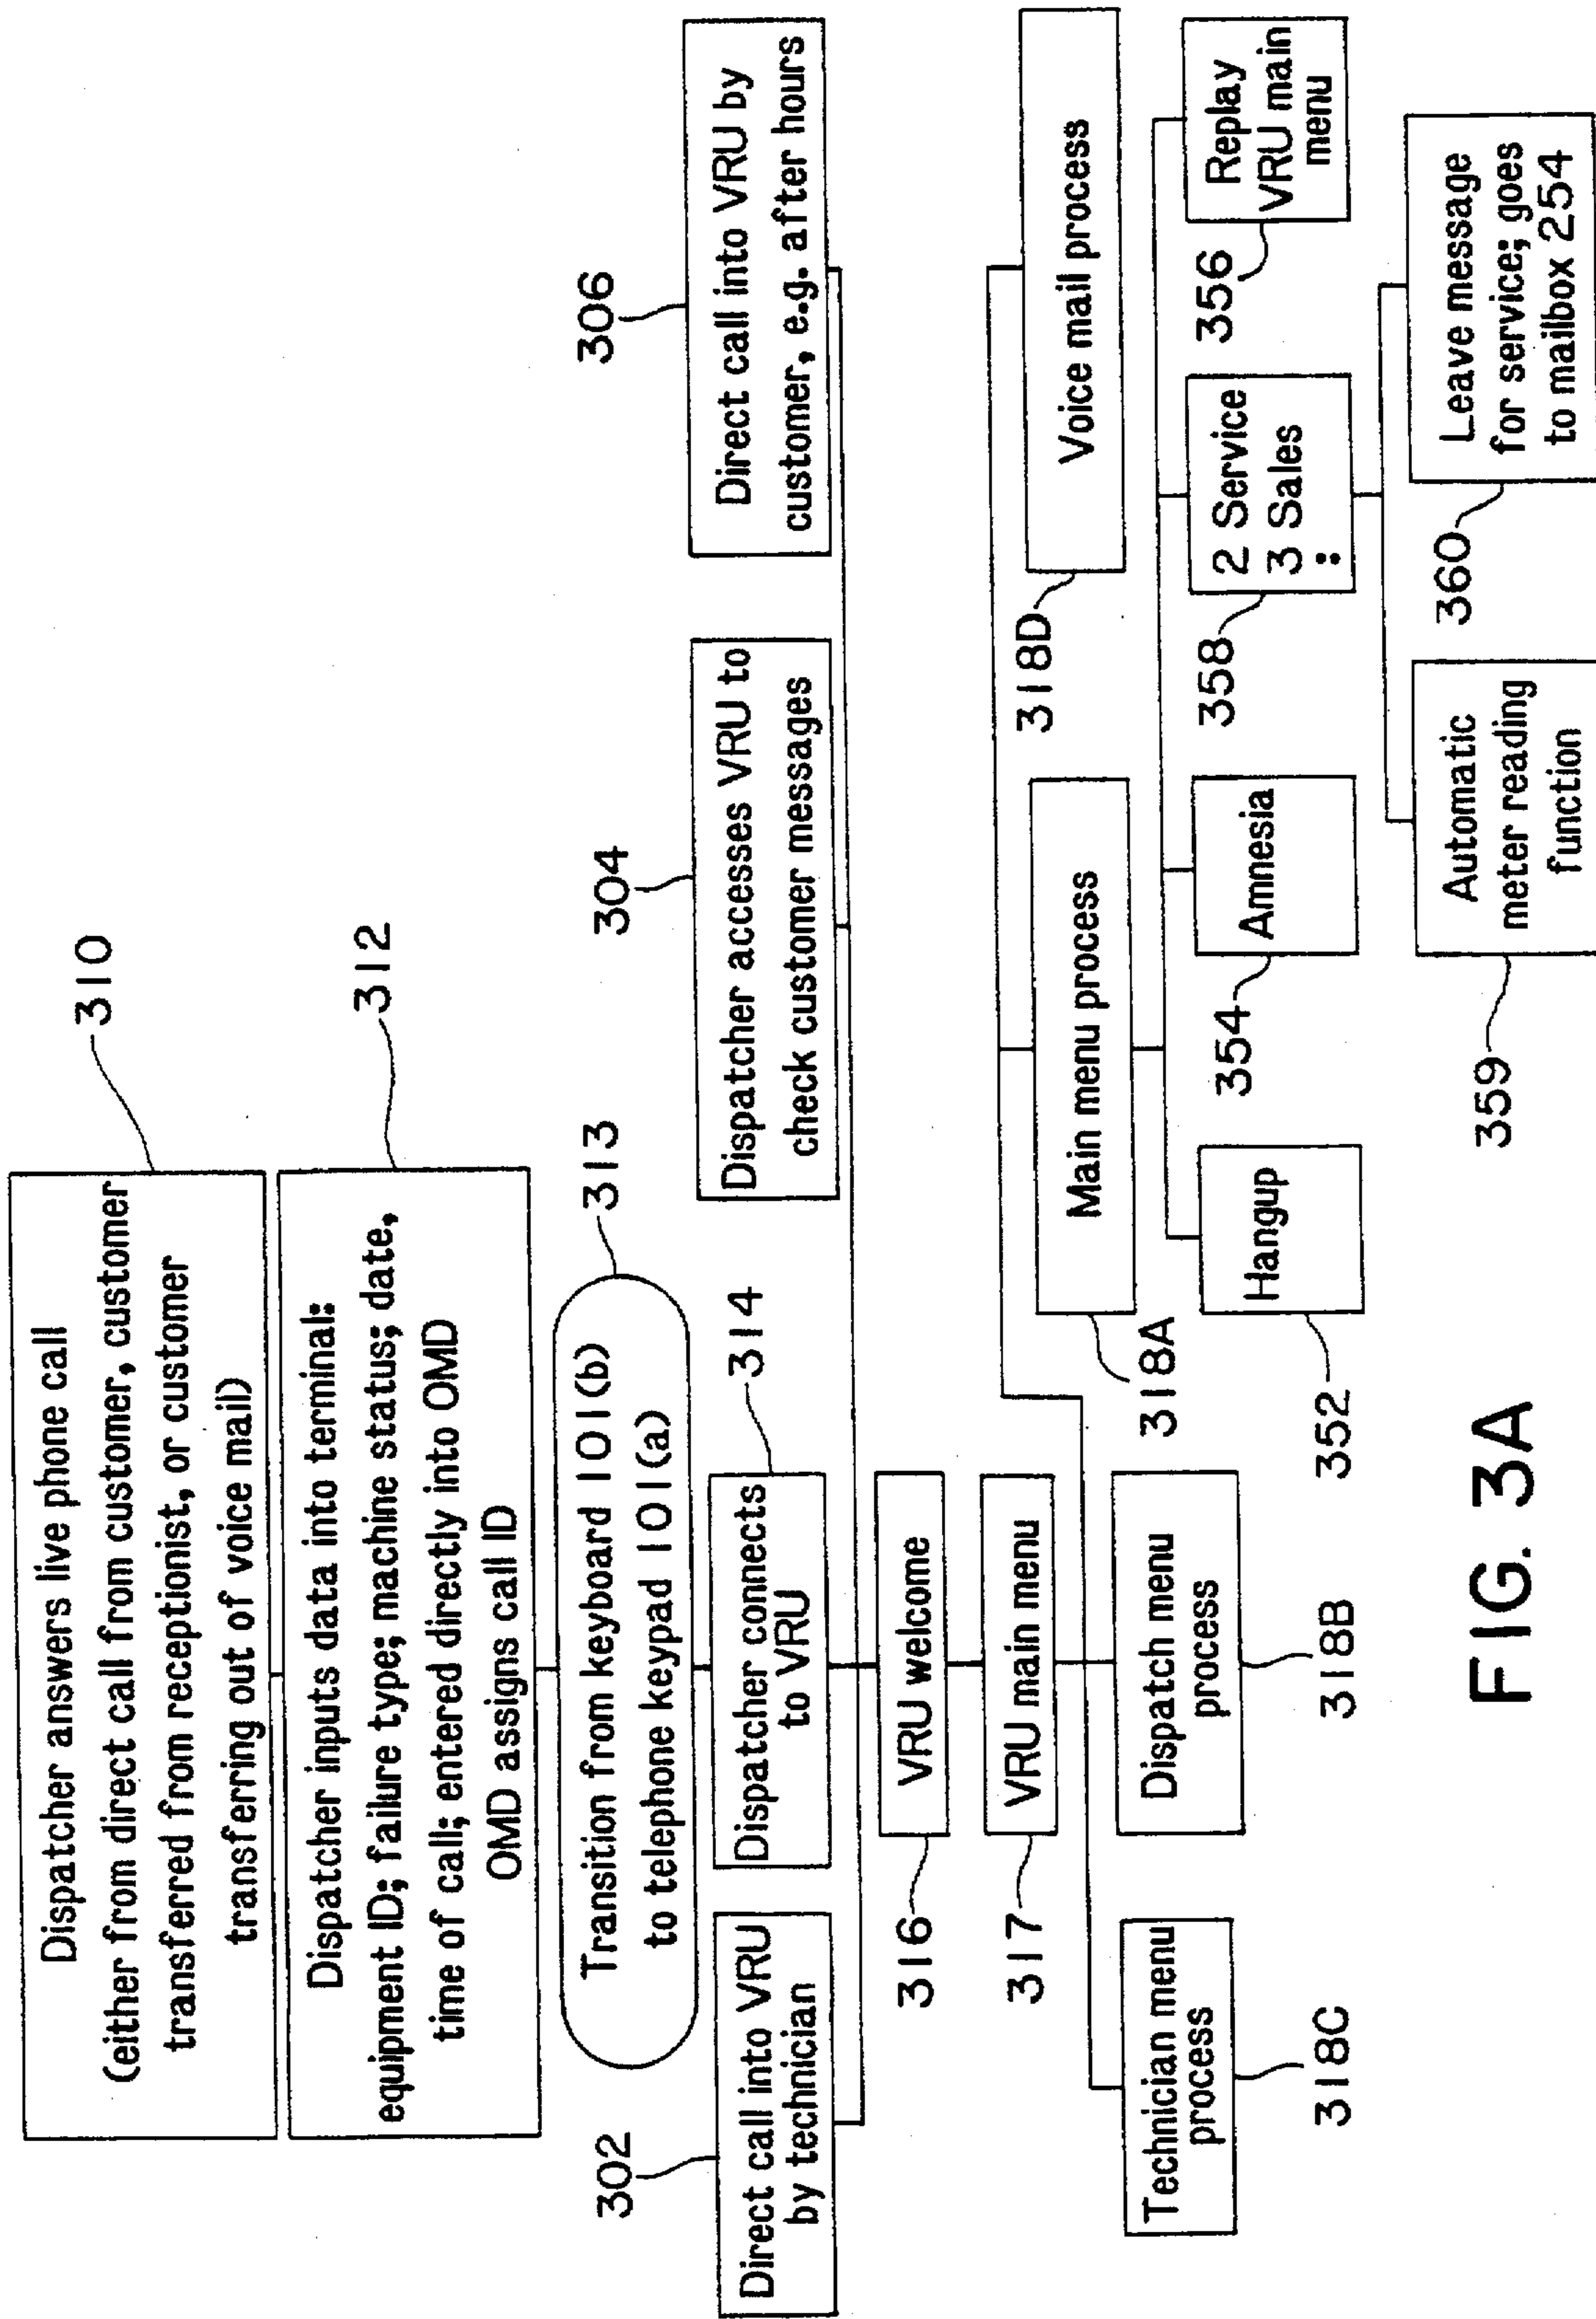 310
Dispatcher answers live phone call
(either from direct call from customer, customer
transferred from receptionist, or customer
transferring out of voice mail)
312
Dispatcher inputs data into terminal:
equipment ID; failure type; machine status; date,
time of call; entered directly into OMD
OMD assigns call ID
313
Transition from keyboard 101(b)
to telephone keypad 101(a)
302
Direct call into VRU
by technician
314
Dispatcher connects
to VRU
304
Dispatcher accesses VRU to
check customer messages
306
Direct call into VRU by
customer, e.g. after hours
316
VRU welcome
317
VRU main menu
Technician menu
process
318C
Dispatch menu
process
318B
Main menu process
318A
Voice mail process
318D
Hangup
352
Amnesia
354
2 Service
3 Sales
:
358
Replay
VRU main
menu
356
Automatic
meter reading
function
359
Leave message
for service; goes
to mailbox 254
360
FIG. 3A